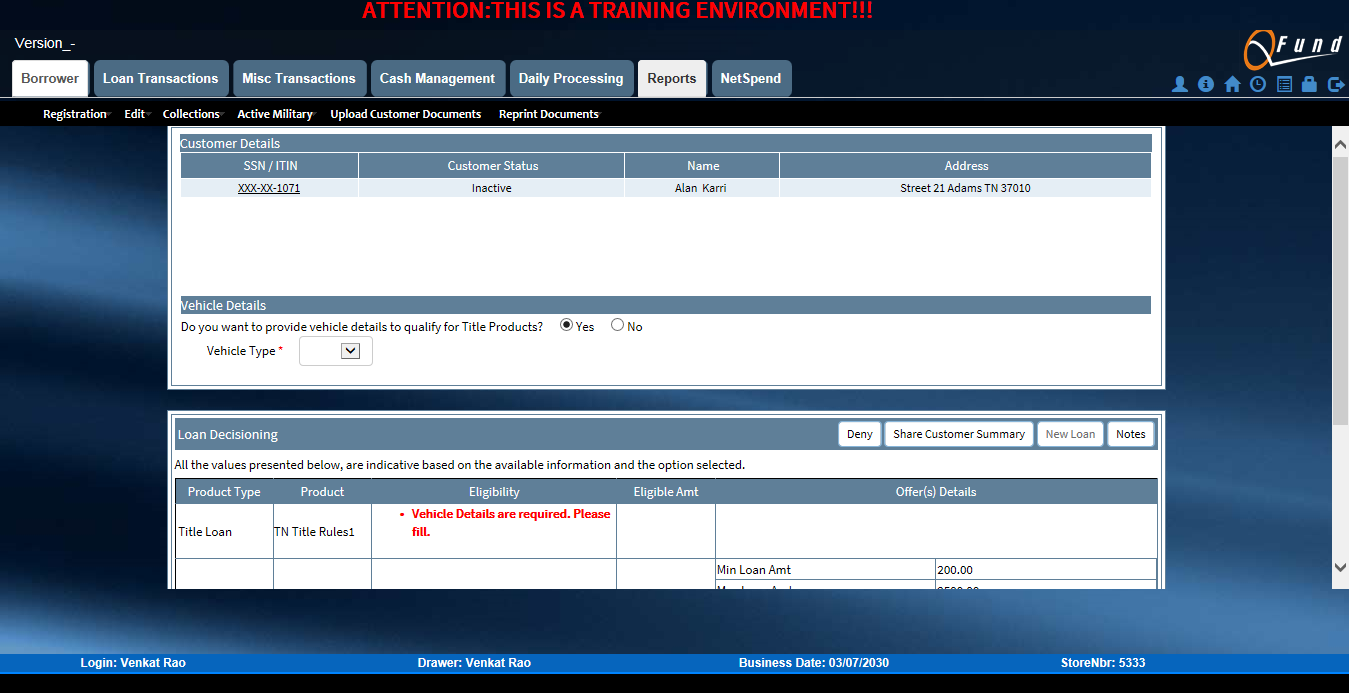 ATTENTION:THIS IS A TRAINING ENVIRONMENT!!!
Version_-
Fund
Borrower Loan Transactions Misc Transactions Cash Management Daily Processing Reports NetSpend
Registration Edit Collections Active Military Upload Customer Documents Reprint Documents
Customer Details
SSN / ITIN Customer Status Name Address
XXX-XX-1071 Inactive Alan Karri Street 21 Adams TN 37010
Vehicle Details
Do you want to provide vehicle details to qualify for Title Products? Yes No
Vehicle Type *
Loan Decisioning Deny Share Customer Summary New Loan Notes
All the values presented below, are indicative based on the available information and the option selected.
Product Type Product Eligibility Eligible Amt Offer(s) Details
• Vehicle Details are required. Please
Title Loan TN Title Rules1 fill.
Min Loan Amt 200.00
Login: Venkat Rao Drawer: Venkat Rao Business Date: 03/07/2030 StoreNbr: 5333